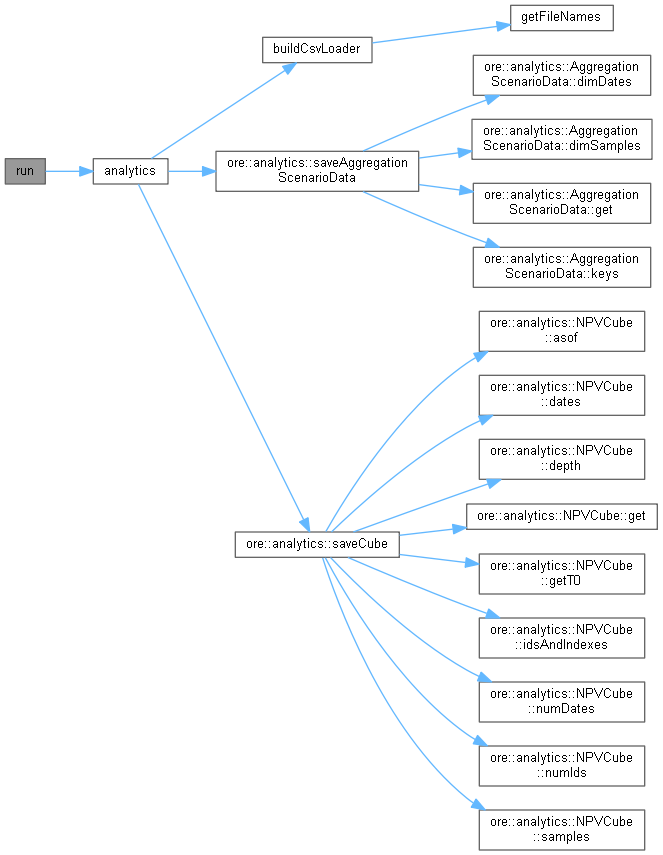 getFileNames
buildCsvLoader
ore::analytics::Aggregation
ScenarioData::dimDates
ore::analytics::Aggregation
ScenarioData::dimSamples
run
analytics
ore::analytics::saveAggregation
ScenarioData
ore::analytics::Aggregation
ScenarioData::get
ore::analytics::Aggregation
ScenarioData::keys
ore::analytics::NPVCube
::asof
ore::analytics::NPVCube
::dates
ore::analytics::NPVCube
::depth
ore::analytics::NPVCube::get
ore::analytics::saveCube
ore::analytics::NPVCube
::getT0
ore::analytics::NPVCube
::idsAndIndexes
ore::analytics::NPVCube
::numDates
ore::analytics::NPVCube
::numIds
ore::analytics::NPVCube
::samples